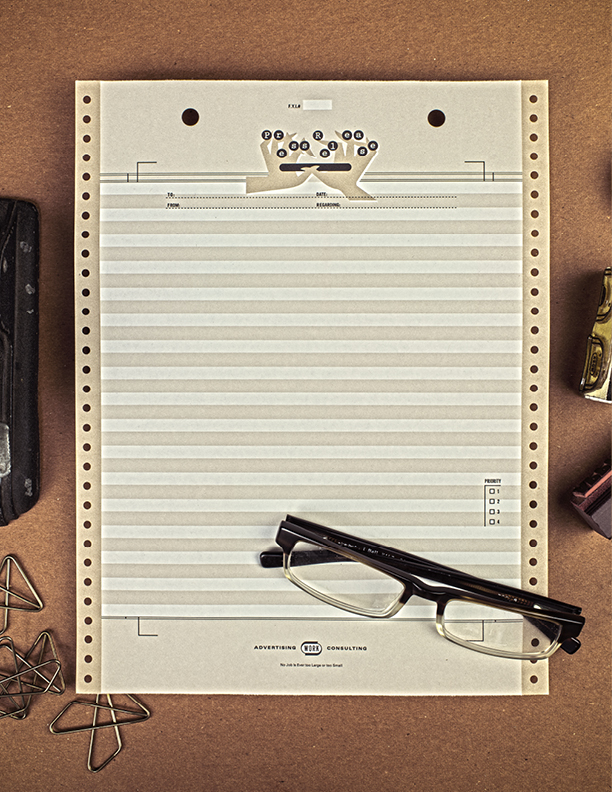 F.Y.I.#
Press Release
TO:
DATE:
FROM:
REGARDING:
PRIORITY
1
2
3
4
ADVERTISING WORK CONSULTING
No Job is Ever too Large or too Small.